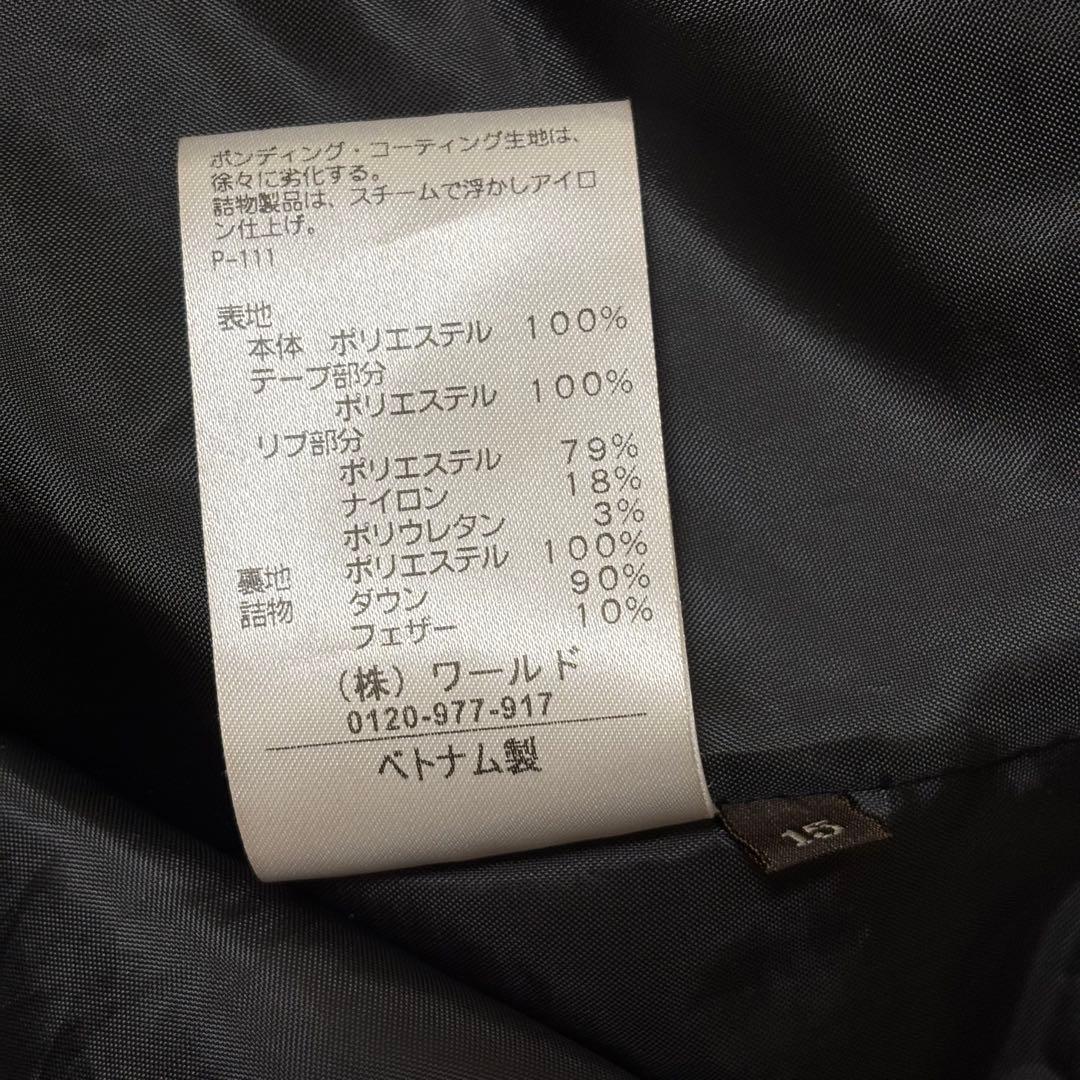 ボンディング・コーティング生地は、
徐々に劣化する。
詰物製品は、スチームで浮かしアイロ
ン仕上げ。
P-111
表地
本体 ポリエステル 100%
テープ部分
ポリエステル 100%
リブ部分
ポリエステル 79%
ナイロン 18%
ポリウレタン 3%
裏地 ポリエステル 100%
詰物 ダウン 90%
フェザー 10%
(株) ワールド
0120-977-917
ベトナム製
15